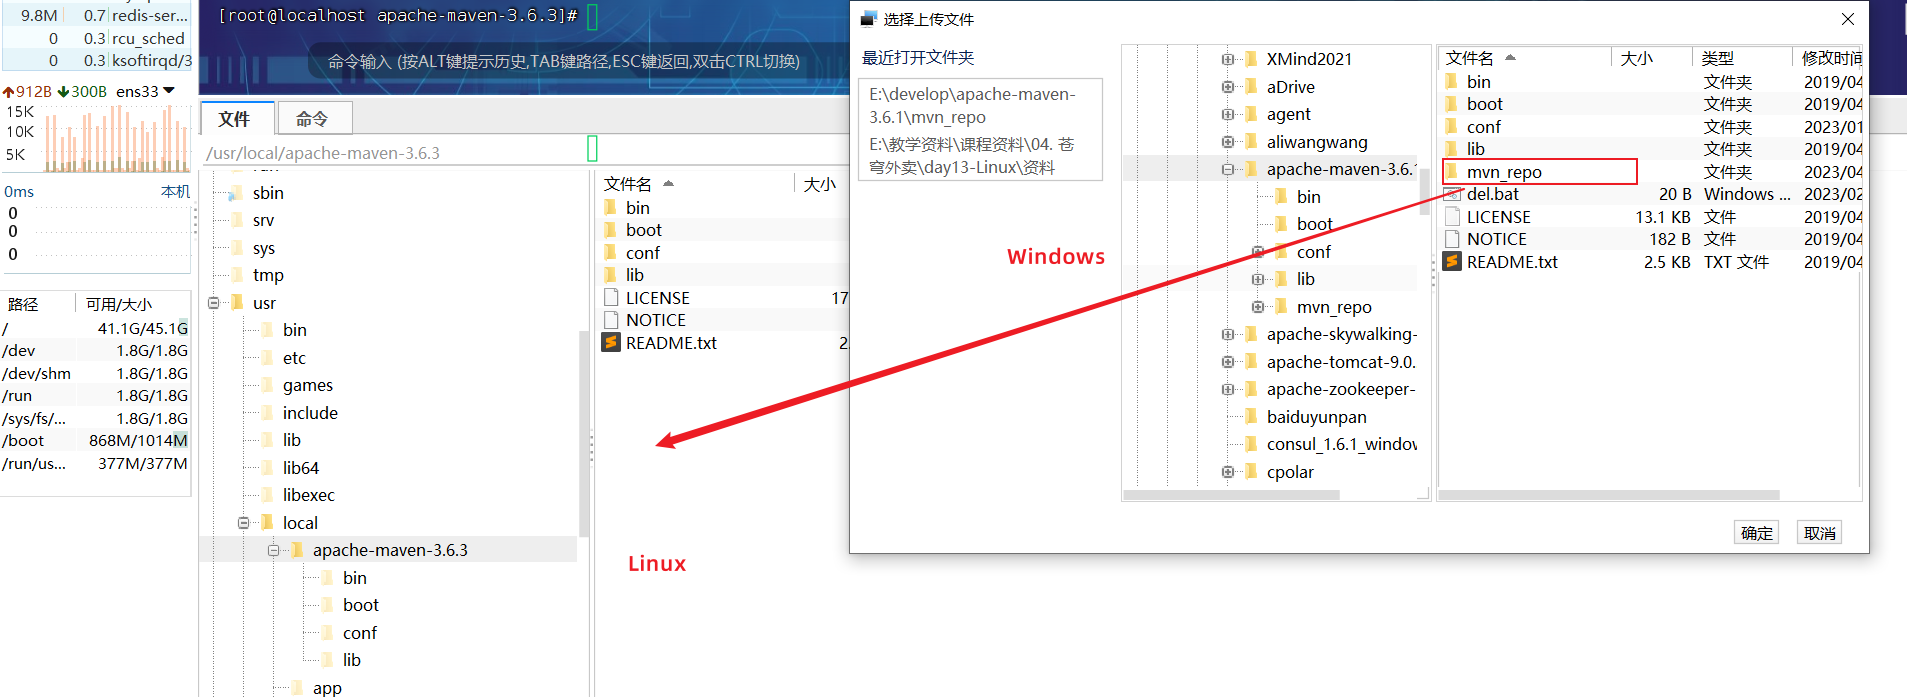 9.8M 0.7 redis-ser...
0 0.3 rcu_sched
0 0.3 ksoftirqd/3
912B 300B ens33
15K
10K
5K
0ms 本机
0
0
0
路径 可用/大小
/ 41.1G/45.1G
/dev 1.8G/1.8G
/dev/shm 1.8G/1.8G
/run 1.8G/1.8G
/sys/fs/... 1.8G/1.8G
/boot 868M/1014M
/run/us... 377M/377M
[root@localhost apache-maven-3.6.3]#
命令输入 (按ALT键提示历史,TAB键路径,ESC键返回,双击CTRL切换)
文件 命令
/usr/local/apache-maven-3.6.3
sbin
srv
sys
tmp
usr
bin
etc
games
include
lib
lib64
libexec
local
apache-maven-3.6.3
bin
boot
conf
lib
app
文件名 大小
bin
boot
conf
lib
LICENSE 17
NOTICE
README.txt 2.
Linux
选择上传文件
最近打开文件夹
E:\develop\apache-maven-
3.6.1\mvn_repo
E:\教学资料\课程资料\04. 苍
穹外卖\day13-Linux\资料
Windows
XMind2021
aDrive
agent
aliwangwang
apache-maven-3.6.
bin
boot
conf
lib
mvn_repo
apache-skywalking-
apache-tomcat-9.0.
apache-zookeeper-
baiduyunpan
consul_1.6.1_window
cpolar
文件名 大小 类型 修改时间
bin 文件夹 2019/04
boot 文件夹 2019/04
conf 文件夹 2023/01
lib 文件夹 2019/04
mvn_repo 文件夹 2023/04
del.bat 20 B Windows ... 2023/02
LICENSE 13.1 KB 文件 2019/04
NOTICE 182 B 文件 2019/04
README.txt 2.5 KB TXT 文件 2019/04
确定 取消